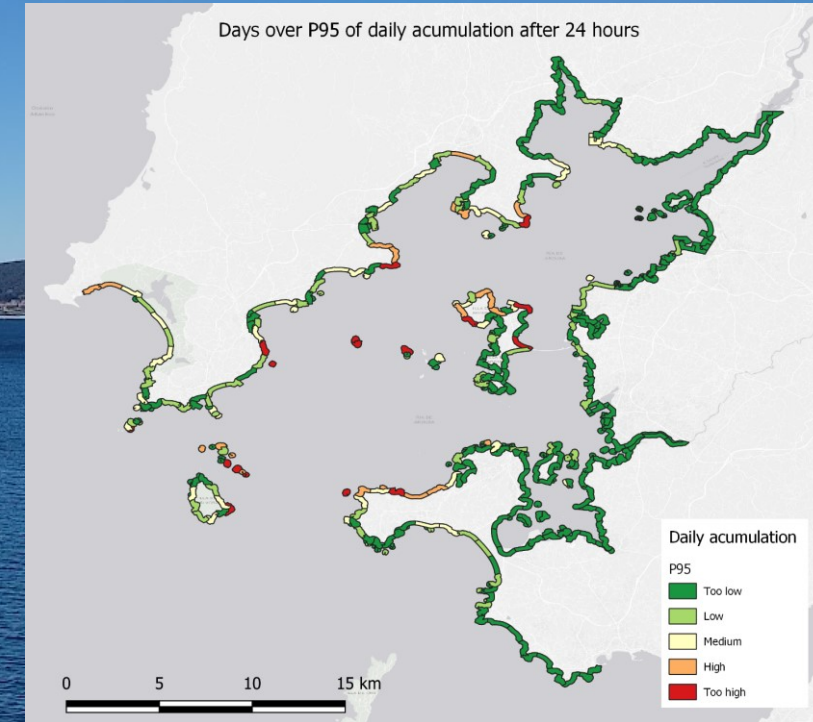 Days over P95 of daily acumulation after 24 hours
Daily acumulation
P95
Too low
Low
Medium
High
Too high
0 5 10 15 km